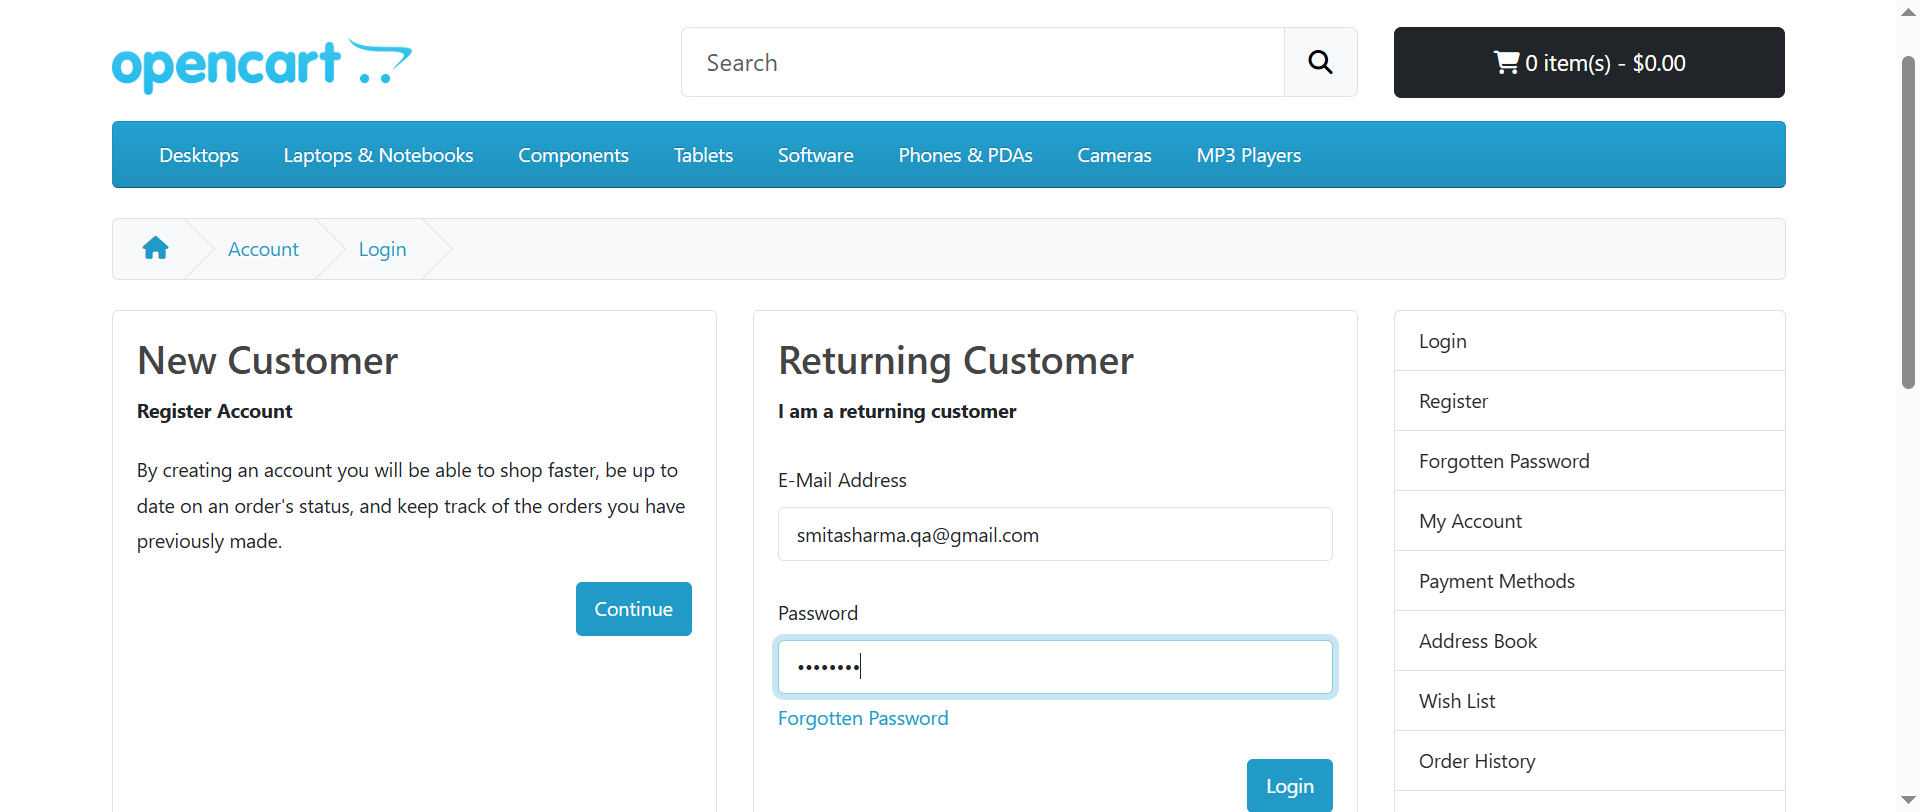 opencart
Search
0 item(s) - $0.00
Desktops Laptops & Notebooks Components Tablets Software Phones & PDAs Cameras MP3 Players
Account Login
New Customer
Register Account
By creating an account you will be able to shop faster, be up to
date on an order's status, and keep track of the orders you have
previously made.
Continue
Returning Customer
I am a returning customer
E-Mail Address
smitasharma.qa@gmail.com
Password
••••••••
Forgotten Password
Login
Login
Register
Forgotten Password
My Account
Payment Methods
Address Book
Wish List
Order History